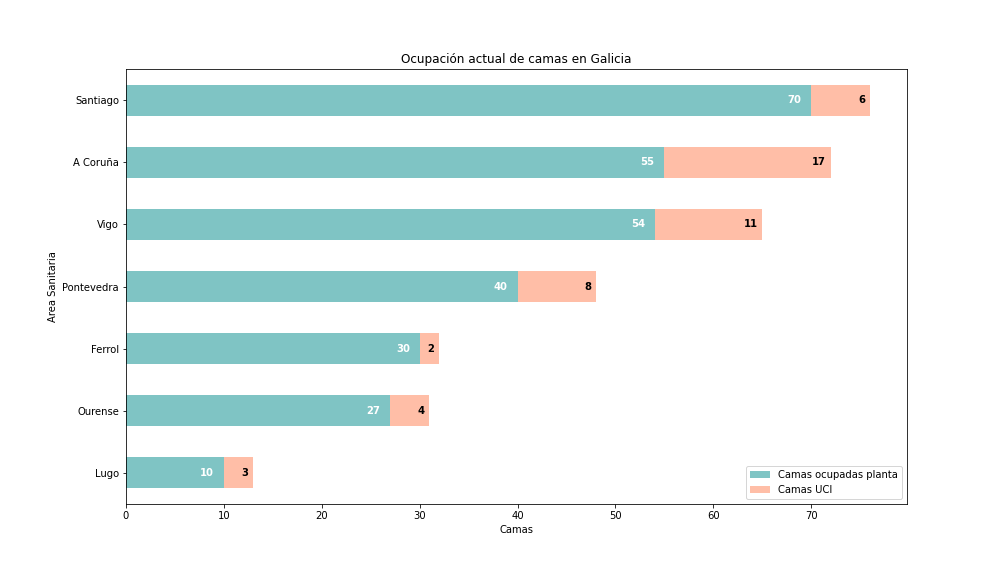 Ocupación actual de camas en Galicia
Santiago 70 6
A Coruña 55 17
Vigo 54 11
Pontevedra 40 8
Ferrol 30 2
Ourense 27 4
Lugo 10 3
Area Sanitaria
Camas ocupadas planta
Camas UCI
0 10 20 30 40 50 60 70
Camas